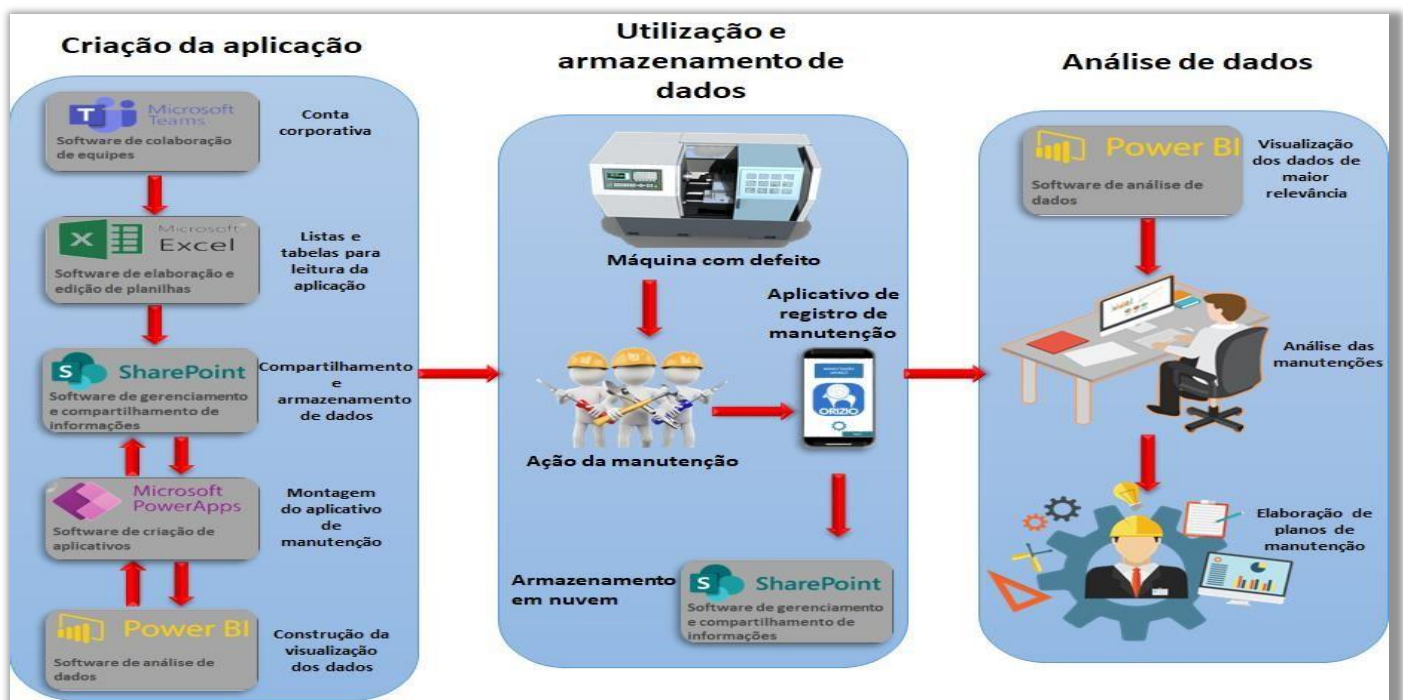 Criação da aplicação
Microsoft
Teams
Software de colaboração
de equipes
Conta
corporativa
Microsoft
Excel
Software de elaboração e
edição de planilhas
Listas e
tabelas para
leitura da
aplicação
SharePoint
Software de gerenciamento
e compartilhamento de
informações
Compartilhamento
e
armazenamento
de dados
Microsoft
PowerApps
Software de criação de
aplicativos
Montagem
do aplicativo
de
manutenção
Power BI
Software de análise de
dados
Construção da
visualização
dos dados
Utilização e
armazenamento de
dados
Máquina com defeito
Ação da manutenção
Aplicativo de
registro de
manutenção
ORIZIO
Armazenamento
em nuvem
SharePoint
Software de gerenciamento
e compartilhamento de
informações
Análise de dados
Power BI
Software de análise de
dados
Visualização
dos dados de
maior
relevância
Análise das
manutenções
Elaboração de
planos de
manutenção